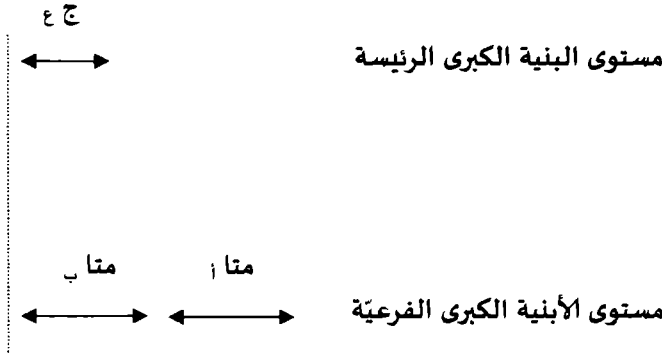 ج ع
مستوى البنية الكبرى الرئيسة
متا أ متا ب
مستوى الأبنية الكبرى الفرعيّة